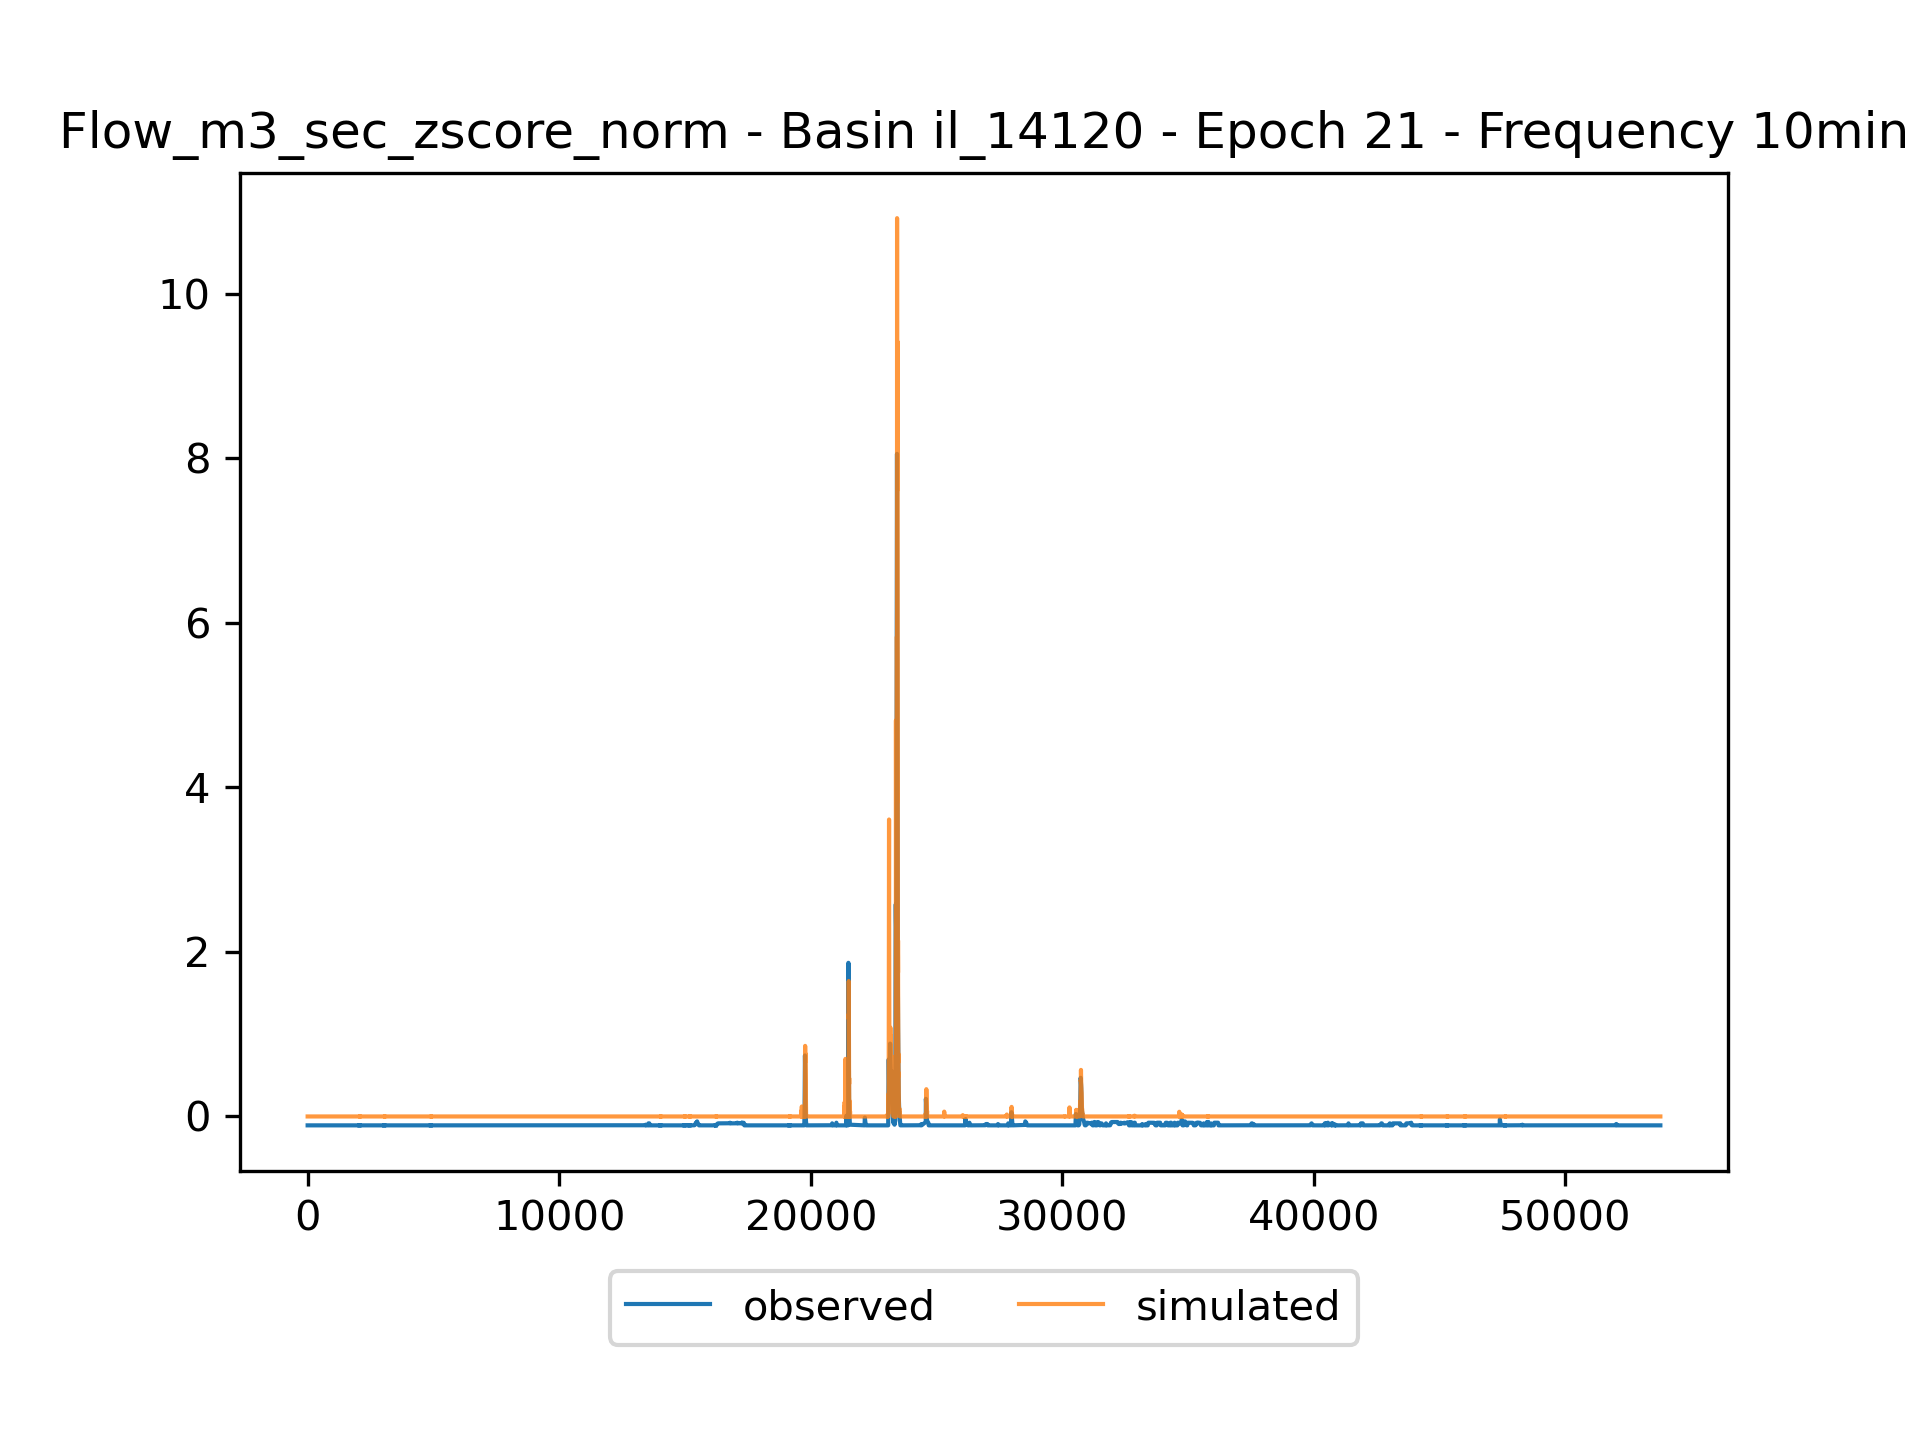 Flow_m3_sec_zscore_norm - Basin il_14120 - Epoch 21 - Frequency 10min
10
8
6
4
2
0
0 10000 20000 30000 40000 50000
observed simulated